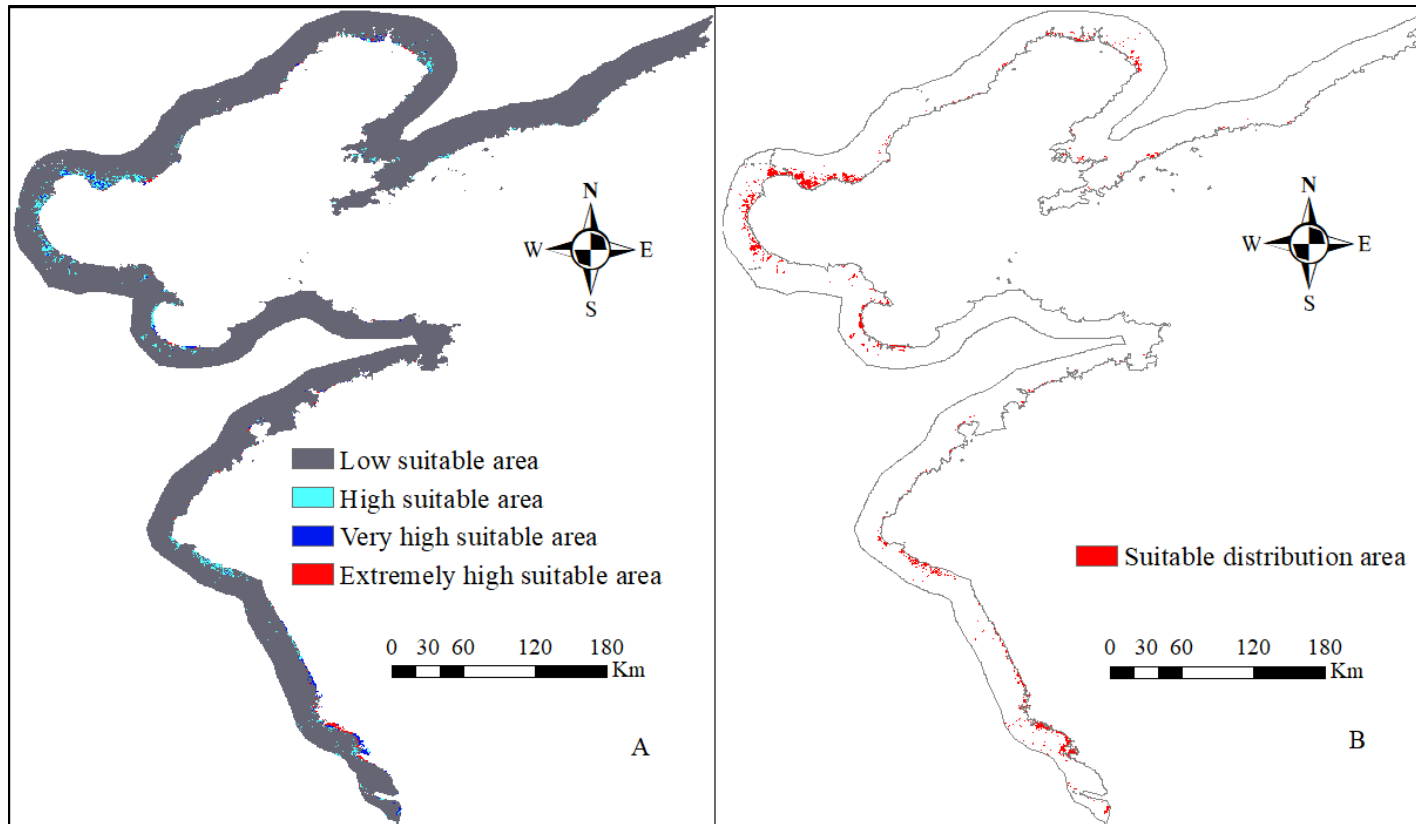 N
W E
S
Low suitable area
High suitable area
Very high suitable area
Extremely high suitable area
0 30 60 120 180
Km
A
N
W E
S
Suitable distribution area
0 30 60 120 180
Km
B